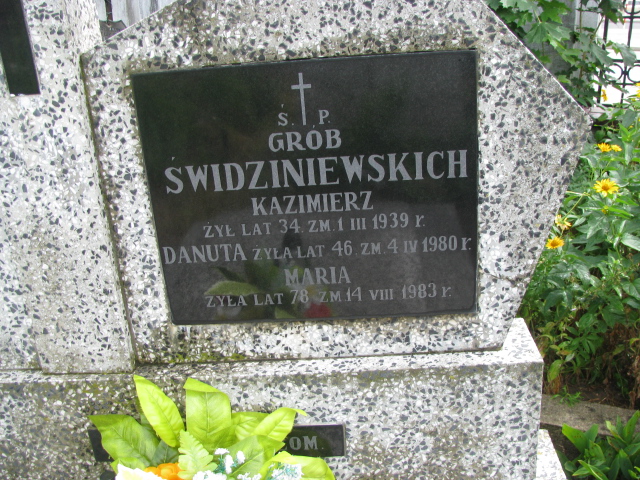 Ś. P.
GRÓB
ŚWIDZINIEWSKICH
KAZIMIERZ
ŻYŁ LAT 34 ZM. 1 III 1939 r.
DANUTA ŻYŁA LAT 46 ZM. 4 IV 1980 r.
MARIA
ŻYŁA LAT 78 ZM. 14 VIII 1983 r.